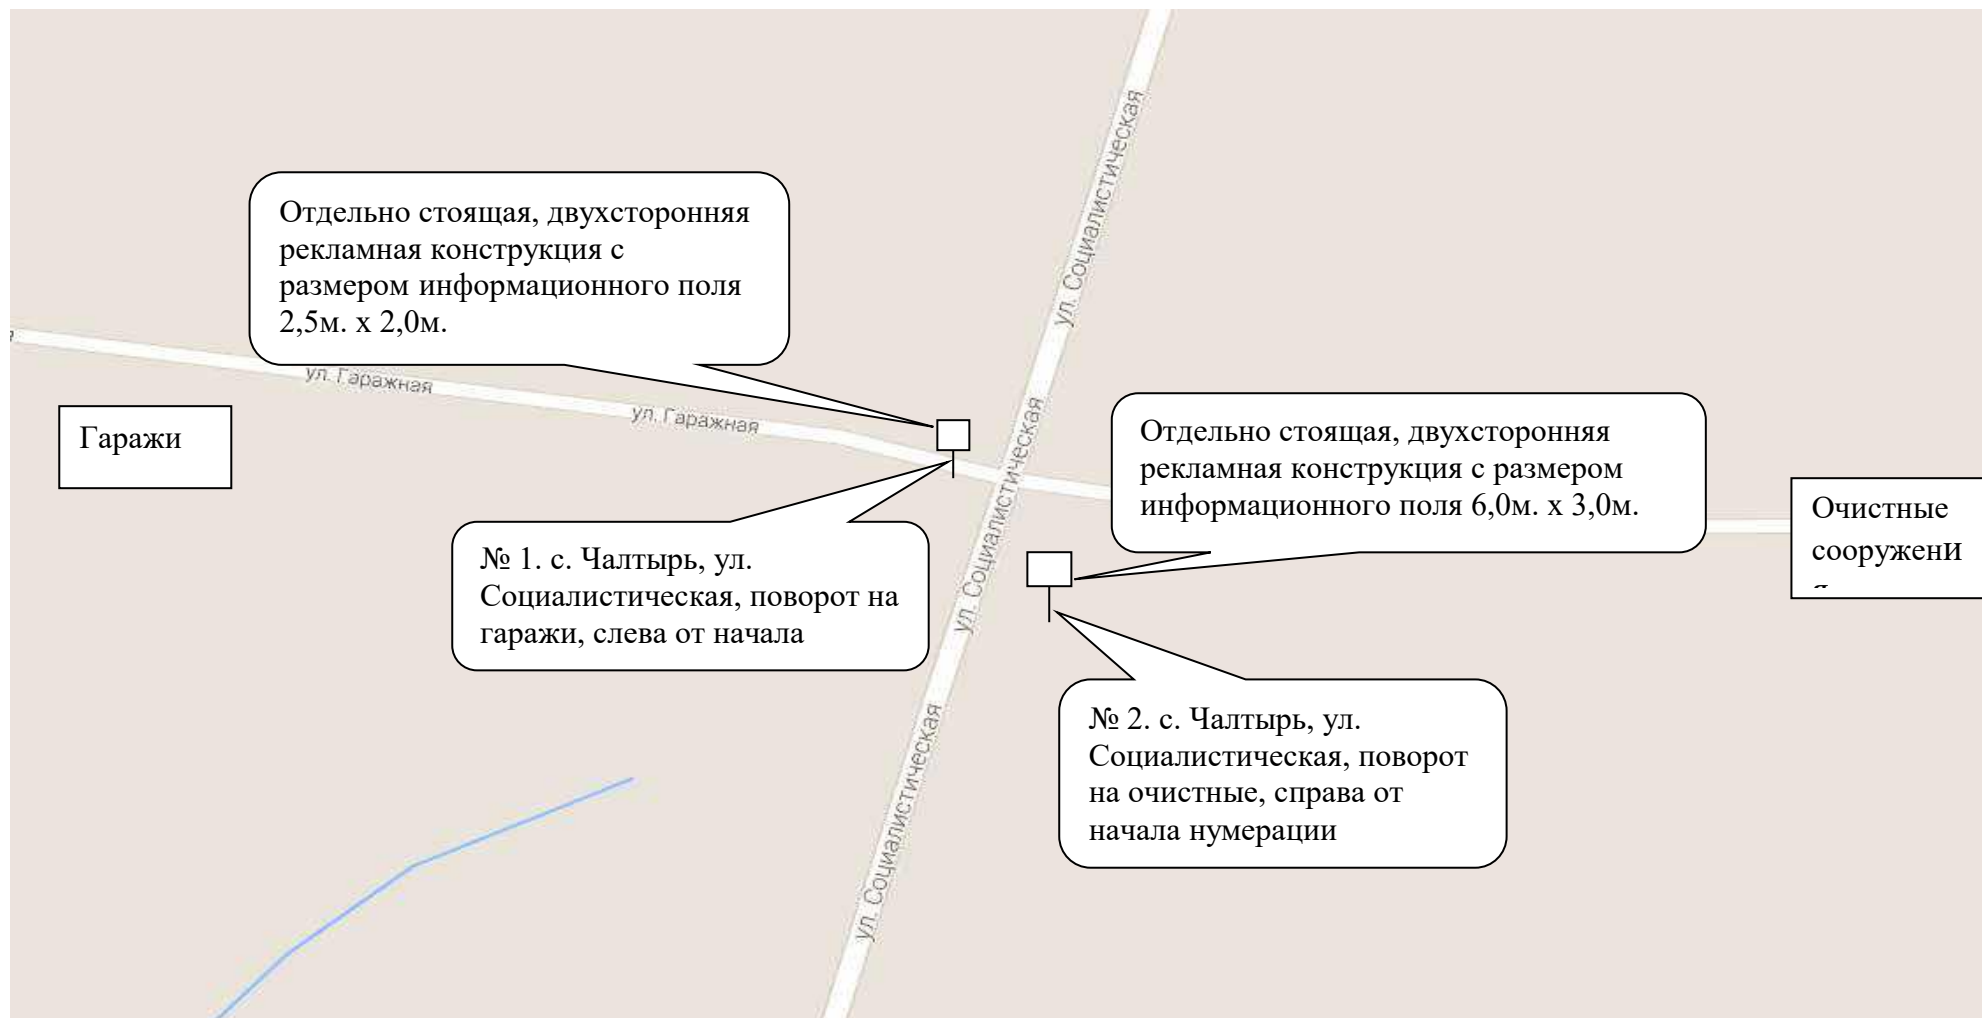 ул. Социалистическая
Отдельно стоящая, двухсторонняя
рекламная конструкция с
размером информационного поля
2,5м. х 2,0м.
ул. Гаражная
ул. Гаражная
Гаражи
ул. Социалистическая
Отдельно стоящая, двухсторонняя
рекламная конструкция с размером
информационного поля 6,0м. х 3,0м.
Очистные
сооружени
№ 1. с. Чалтырь, ул.
Социалистическая, поворот на
гаражи, слева от начала
№ 2. с. Чалтырь, ул.
Социалистическая, поворот
на очистные, справа от
начала нумерации
ул. Социалистическая